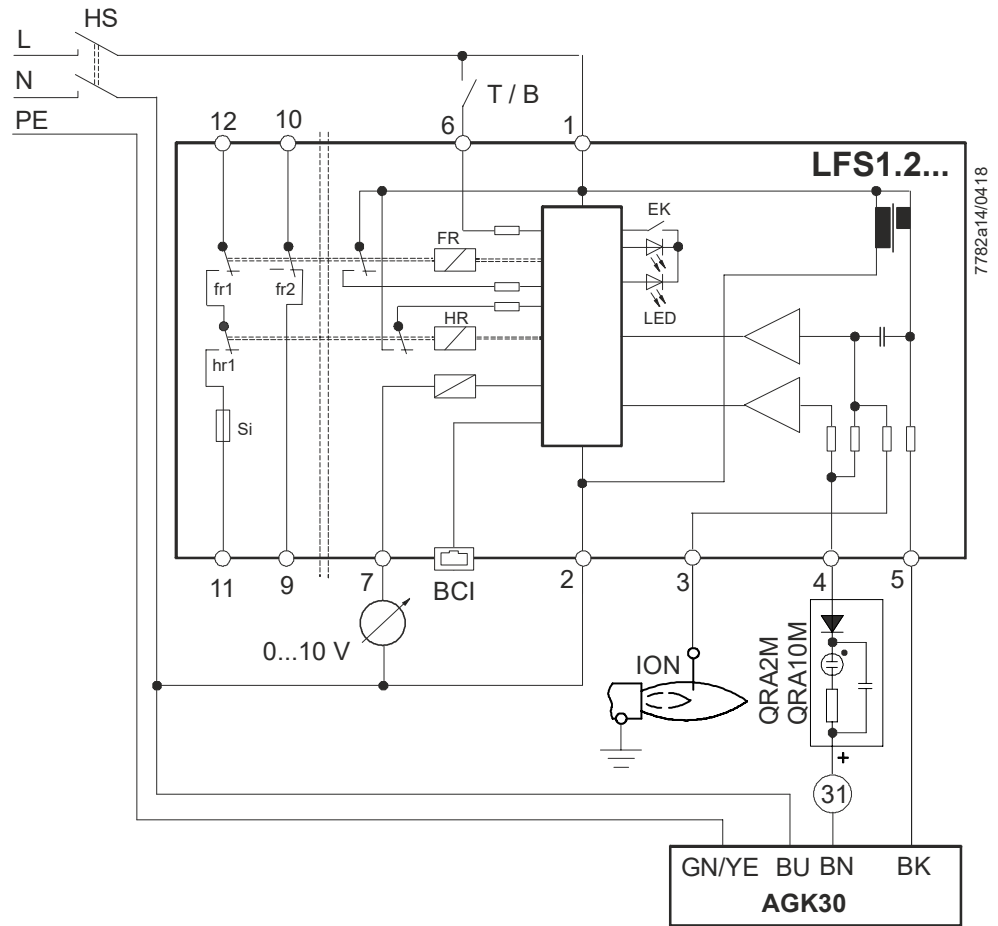 HS
L
N
PE
T / B
12
10
6
1
LFS1.2...
7782a14/0418
EK
FR
fr1
fr2
LED
HR
hr1
Si
11
9
7
BCI
2
3
4
5
0...10 V
ION
QRA2M
QRA10M
+
31
GN/YE
BU
BN
BK
AGK30